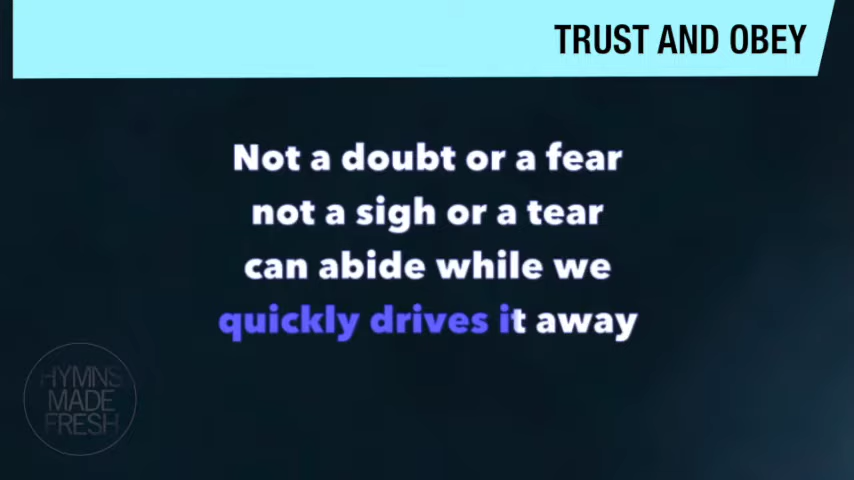 TRUST AND OBEY
Not a doubt or a fear
not a sigh or a tear
can abide while we
quickly drives it away
HYMNS
MADE
FRESH